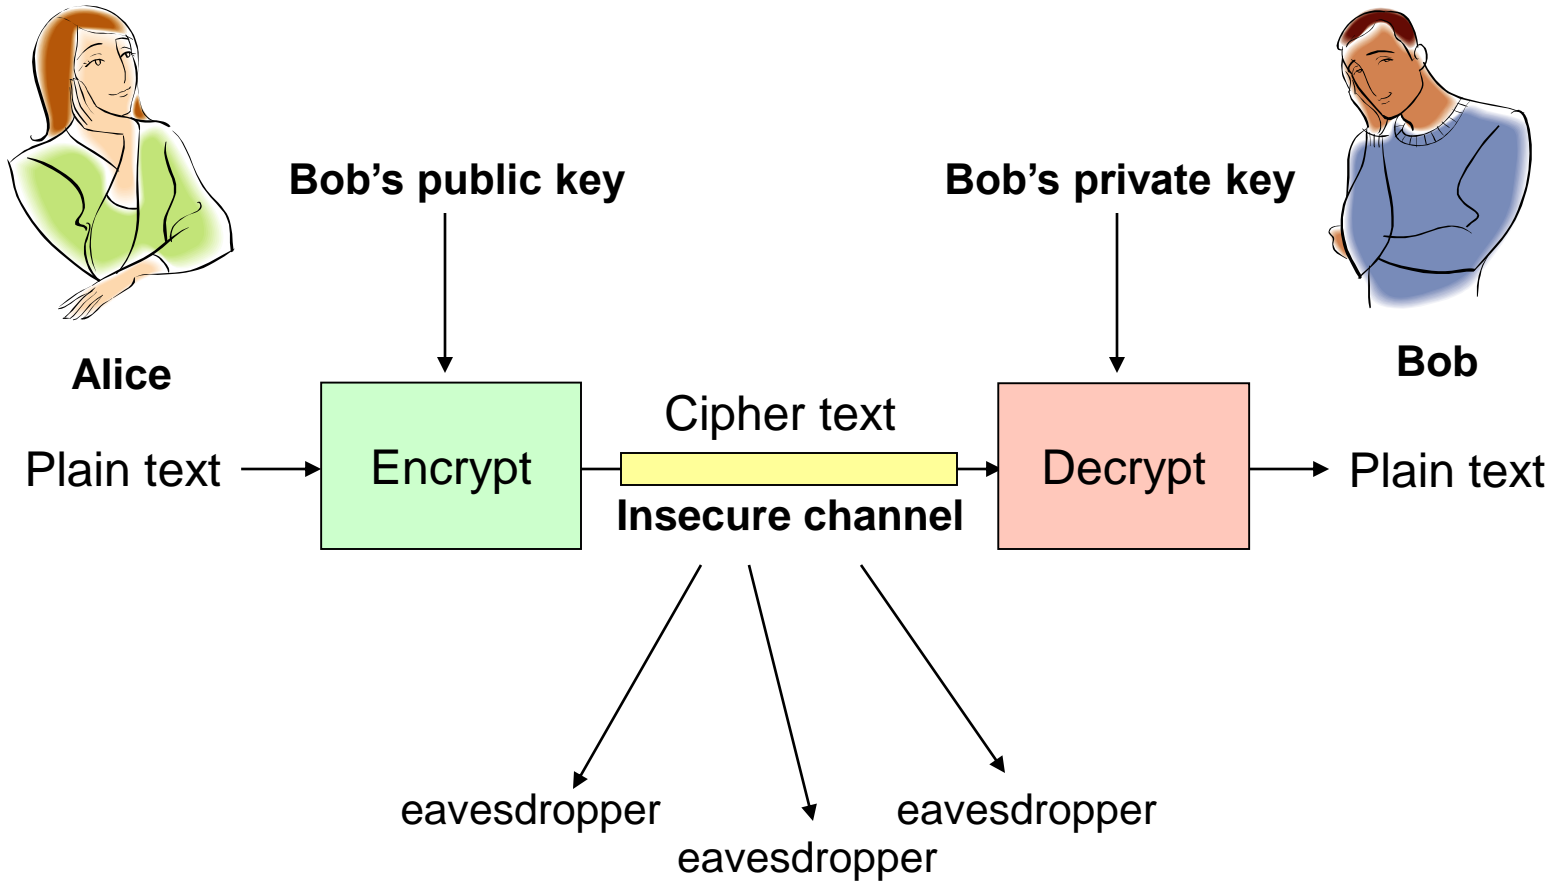 Bob’s public key
Bob’s private key
Alice
Bob
Plain text
Encrypt
Cipher text
Insecure channel
Decrypt
Plain text
eavesdropper
eavesdropper
eavesdropper